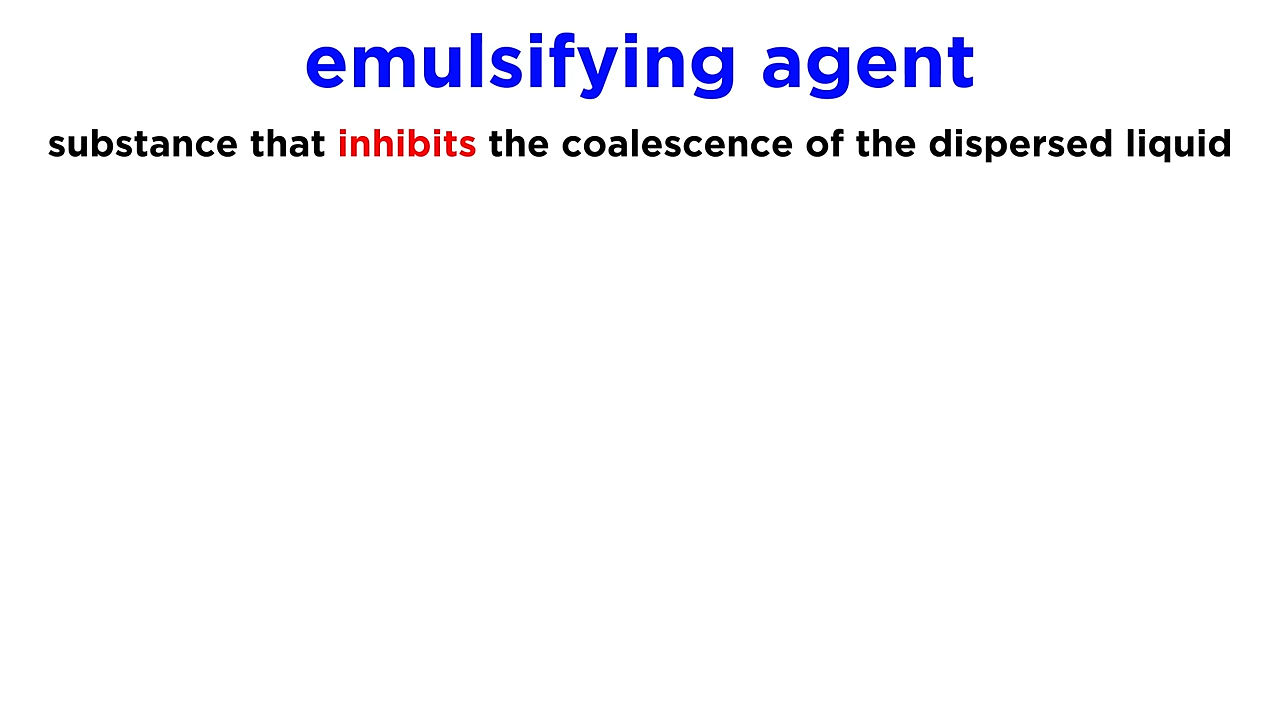 emulsifying agent
substance that inhibits the coalescence of the dispersed liquid